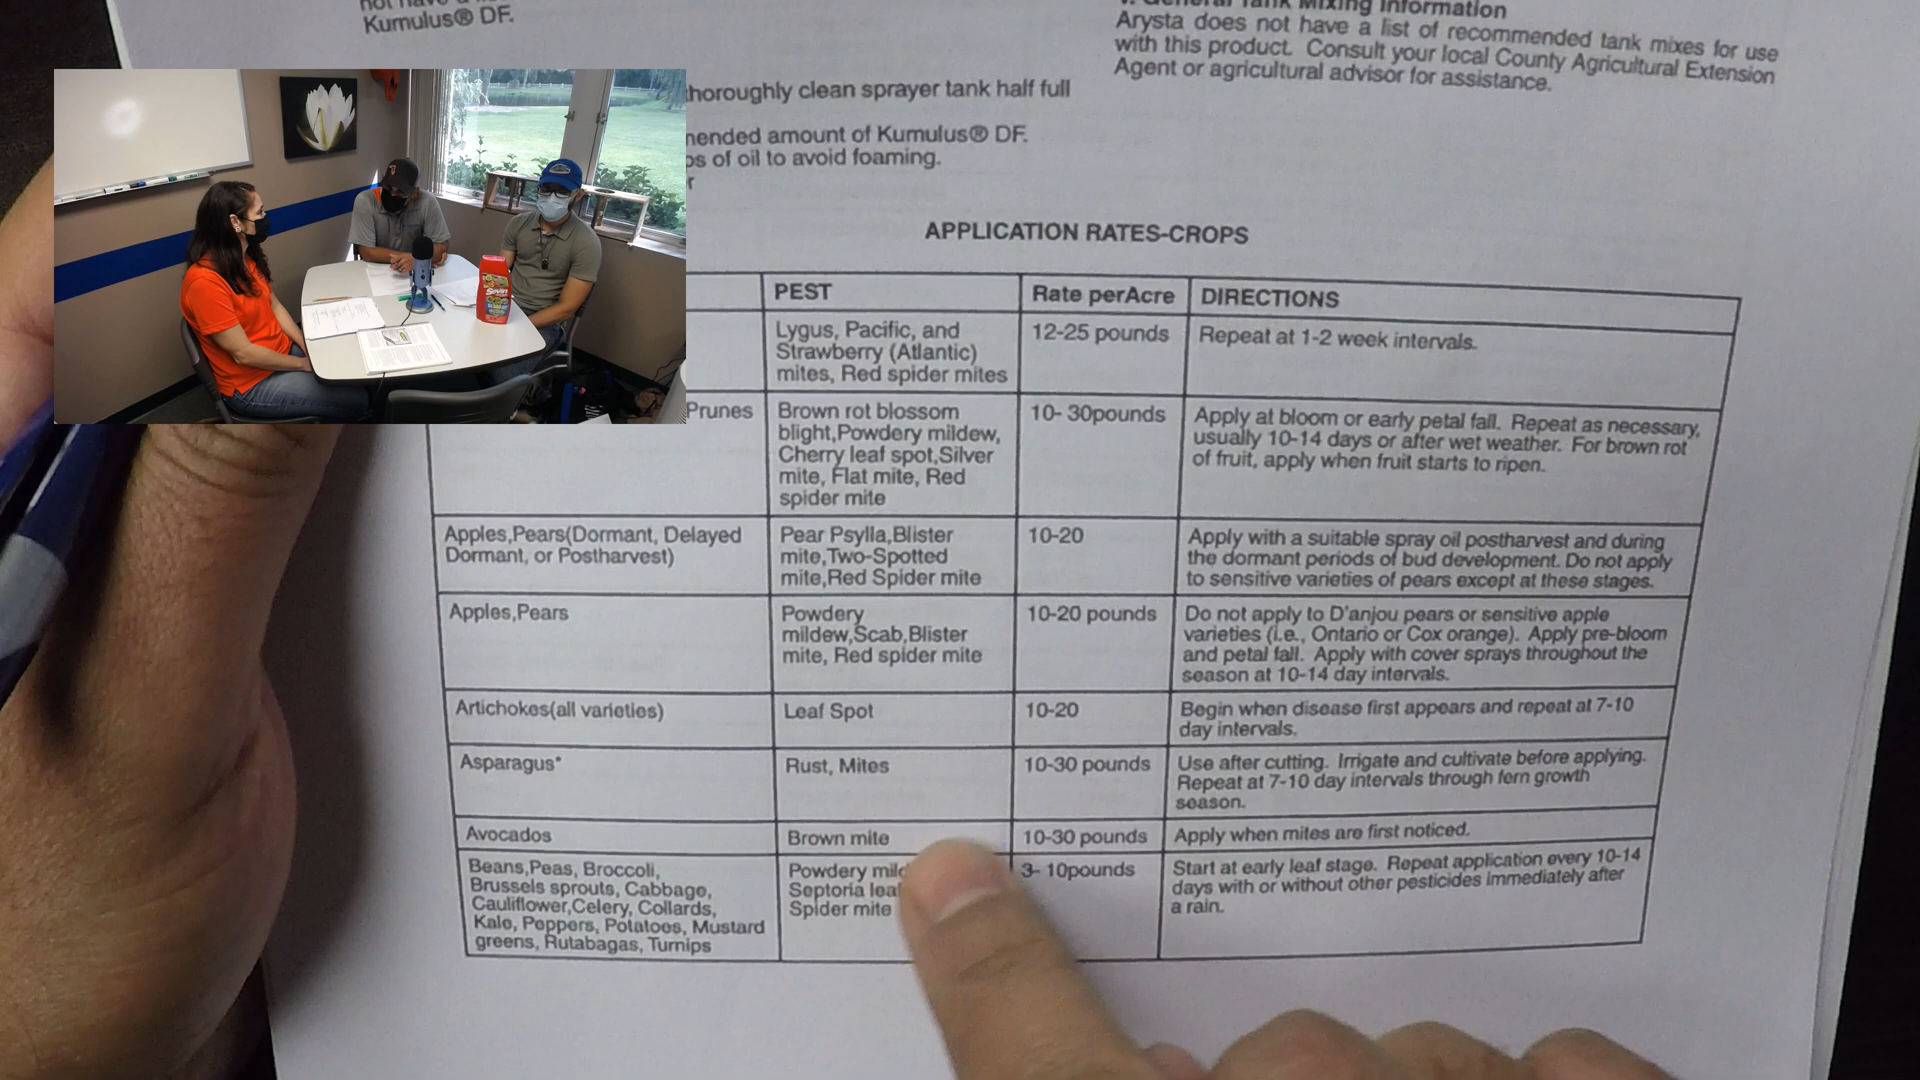 Kumulus® DF.
General Tank Mixing Information
Arysta does not have a list of recommended tank mixes for use
with this product. Consult your local County Agricultural Extension
Agent or agricultural advisor for assistance.
thoroughly clean sprayer tank half full
amount of Kumulus® DF.
of oil to avoid foaming.
Sevin
APPLICATION RATES-CROPS
PEST
Rate perAcre
DIRECTIONS
Lygus, Pacific, and
Strawberry (Atlantic)
mites, Red spider mites
12-25 pounds
Repeat at 1-2 week intervals.
Prunes
Brown rot blossom
blight,Powdery mildew,
Cherry leaf spot,Silver
mite, Flat mite, Red
spider mite
10- 30pounds
Apply at bloom or early petal fall. Repeat as necessary,
usually 10-14 days or after wet weather. For brown rot
of fruit, apply when fruit starts to ripen.
Apples,Pears(Dormant, Delayed
Dormant, or Postharvest)
Pear Psylla,Blister
mite,Two-Spotted
mite,Red Spider mite
10-20
Apply with a suitable spray oil postharvest and during
the dormant periods of bud development. Do not apply
to sensitive varieties of pears except at these stages.
Apples,Pears
Powdery
mildew,Scab,Blister
mite, Red spider mite
10-20 pounds
Do not apply to D'anjou pears or sensitive apple
varieties (i.e., Ontario or Cox orange). Apply pre-bloom
and petal fall. Apply with cover sprays throughout the
season at 10-14 day intervals.
Artichokes(all varieties)
Leaf Spot
10-20
Begin when disease first appears and repeat at 7-10
day intervals.
Asparagus*
Rust, Mites
10-30 pounds
Use after cutting. Irrigate and cultivate before applying.
Repeat at 7-10 day intervals through fern growth
season.
Avocados
Brown mite
10-30 pounds
Apply when mites are first noticed.
Beans,Peas, Broccoli,
Brussels sprouts, Cabbage,
Cauliflower,Celery, Collards,
Kale, Peppers, Potatoes, Mustard
greens, Rutabagas, Turnips
Powdery
Septoria
Spider mite
3- 10pounds
Start at early leaf stage. Repeat application every 10-14
days with or without other pesticides immediately after
a rain.